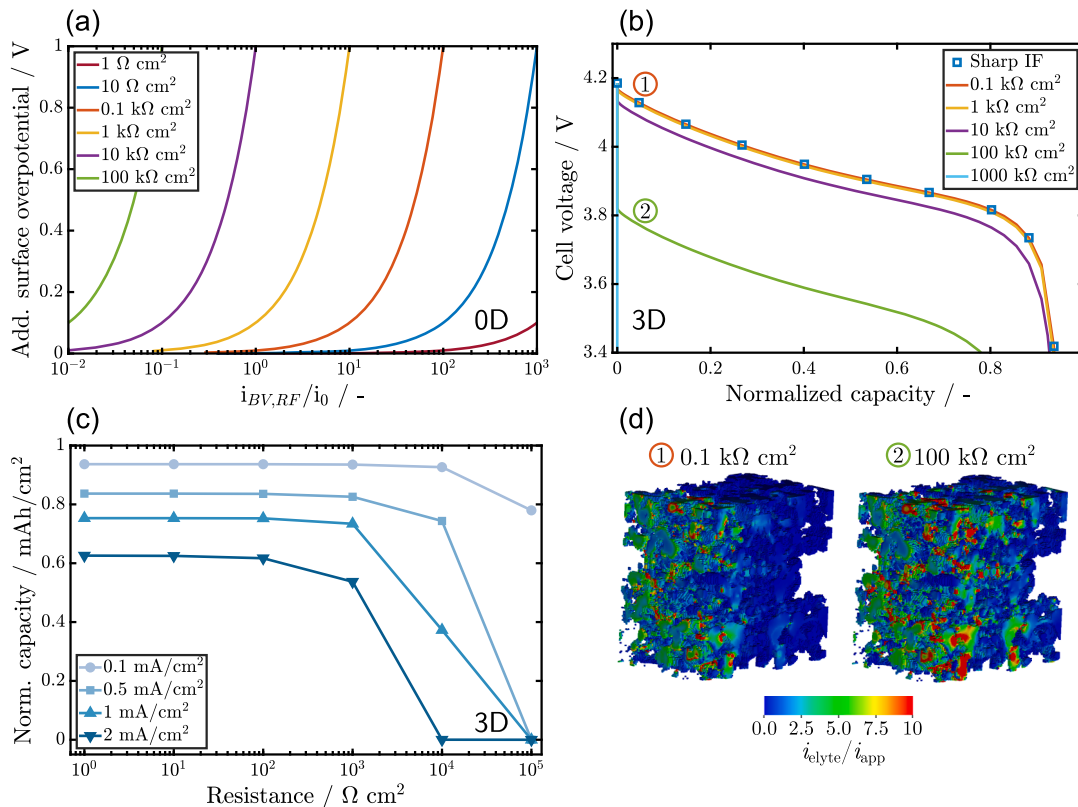 (a)
Add. surface overpotential / V
1
0.8
0.6
0.4
0.2
0
1 Ω cm²
10 Ω cm²
0.1 kΩ cm²
1 kΩ cm²
10 kΩ cm²
100 kΩ cm²
0D
10⁻² 10⁻¹ 10⁰ 10¹ 10² 10³
i_BV,RF/i₀ / -
(b)
Cell voltage / V
4.2
4
3.8
3.6
3.4
① 
②
Sharp IF
0.1 kΩ cm²
1 kΩ cm²
10 kΩ cm²
100 kΩ cm²
1000 kΩ cm²
3D
0 0.2 0.4 0.6 0.8 1
Normalized capacity / -
(c)
Norm. capacity / mAh/cm²
1
0.8
0.6
0.4
0.2
0
0.1 mA/cm²
0.5 mA/cm²
1 mA/cm²
2 mA/cm²
3D
10⁰ 10¹ 10² 10³ 10⁴ 10⁵
Resistance / Ω cm²
(d)
① 0.1 kΩ cm² ② 100 kΩ cm²
0.0 2.5 5.0 7.5 10
i_elyte/i_app